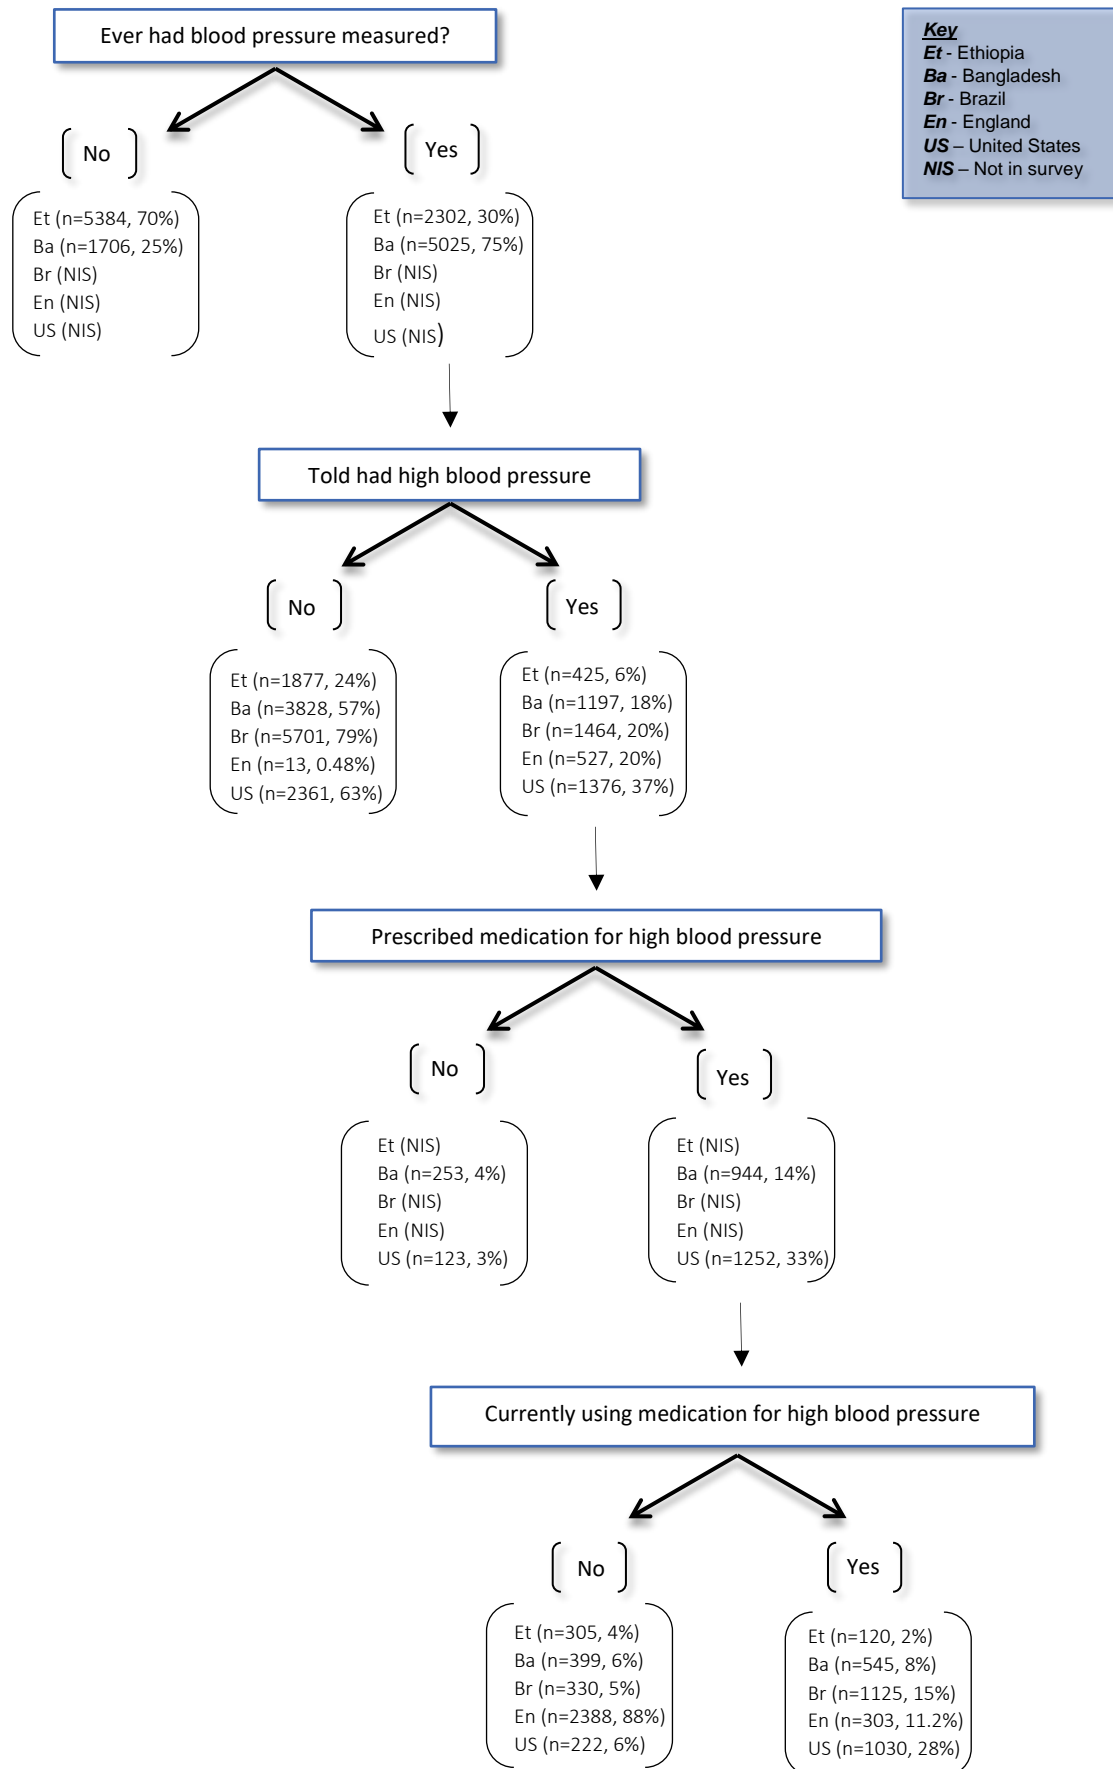 Ever had blood pressure measured?
Key
Et - Ethiopia
Ba - Bangladesh
Br - Brazil
En - England
US – United States
NIS – Not in survey
No
Yes
Et (n=5384, 70%)
Ba (n=1706, 25%)
Br (NIS)
En (NIS)
US (NIS)
Et (n=2302, 30%)
Ba (n=5025, 75%)
Br (NIS)
En (NIS)
US (NIS)
Told had high blood pressure
No
Yes
Et (n=1877, 24%)
Ba (n=3828, 57%)
Br (n=5701, 79%)
En (n=13, 0.48%)
US (n=2361, 63%)
Et (n=425, 6%)
Ba (n=1197, 18%)
Br (n=1464, 20%)
En (n=527, 20%)
US (n=1376, 37%)
Prescribed medication for high blood pressure
No
Yes
Et (NIS)
Ba (n=253, 4%)
Br (NIS)
En (NIS)
US (n=123, 3%)
Et (NIS)
Ba (n=944, 14%)
Br (NIS)
En (NIS)
US (n=1252, 33%)
Currently using medication for high blood pressure
No
Yes
Et (n=305, 4%)
Ba (n=399, 6%)
Br (n=330, 5%)
En (n=2388, 88%)
US (n=222, 6%)
Et (n=120, 2%)
Ba (n=545, 8%)
Br (n=1125, 15%)
En (n=303, 11.2%)
US (n=1030, 28%)